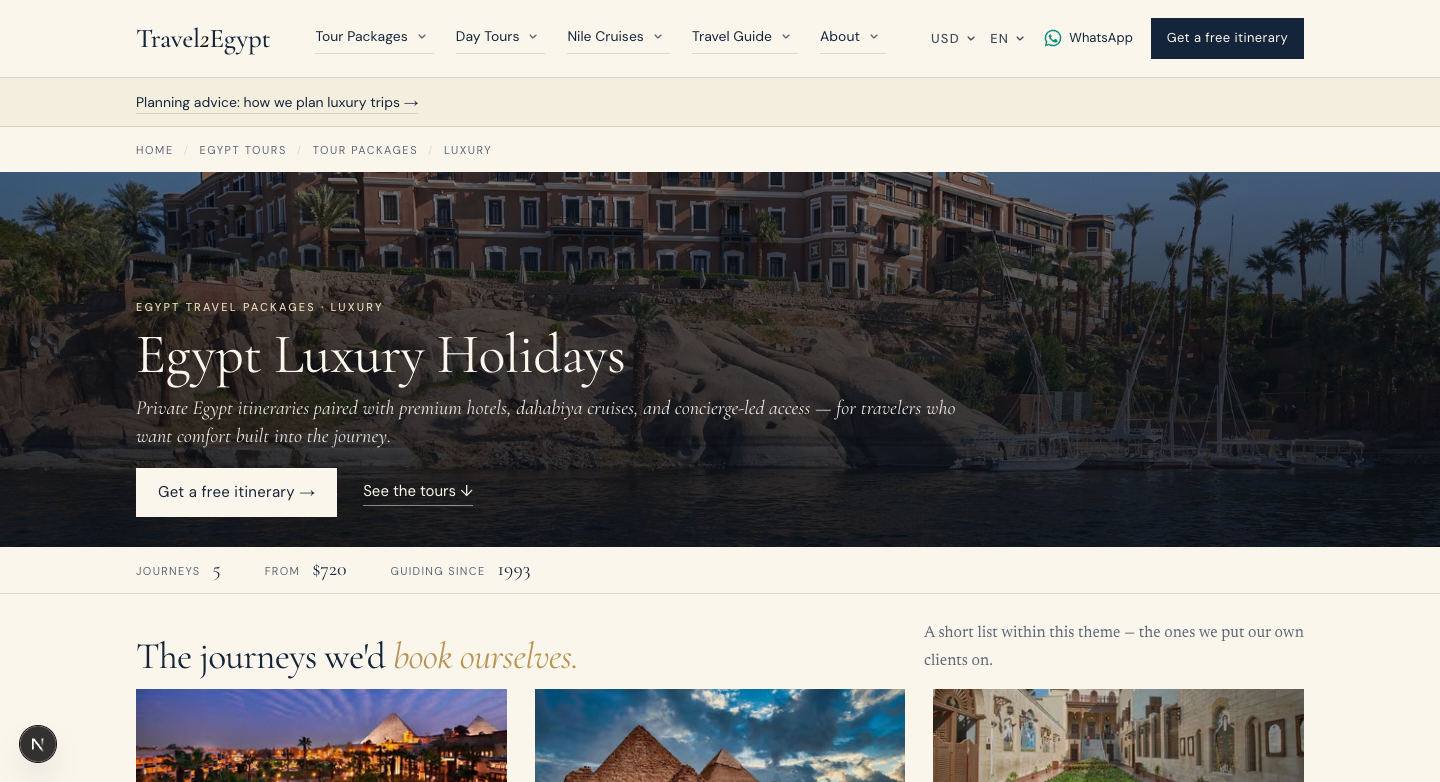 Travel2Egypt
Tour Packages
Day Tours
Nile Cruises
Travel Guide
About
USD
EN
WhatsApp
Get a free itinerary
Planning advice: how we plan luxury trips →
HOME / EGYPT TOURS / TOUR PACKAGES / LUXURY
EGYPT TRAVEL PACKAGES · LUXURY
Egypt Luxury Holidays
Private Egypt itineraries paired with premium hotels, dahabiya cruises, and concierge-led access — for travelers who
want comfort built into the journey.
Get a free itinerary →
See the tours ↓
JOURNEYS 5
FROM $720
GUIDING SINCE 1993
The journeys we'd book ourselves.
A short list within this theme — the ones we put our own
clients on.
N